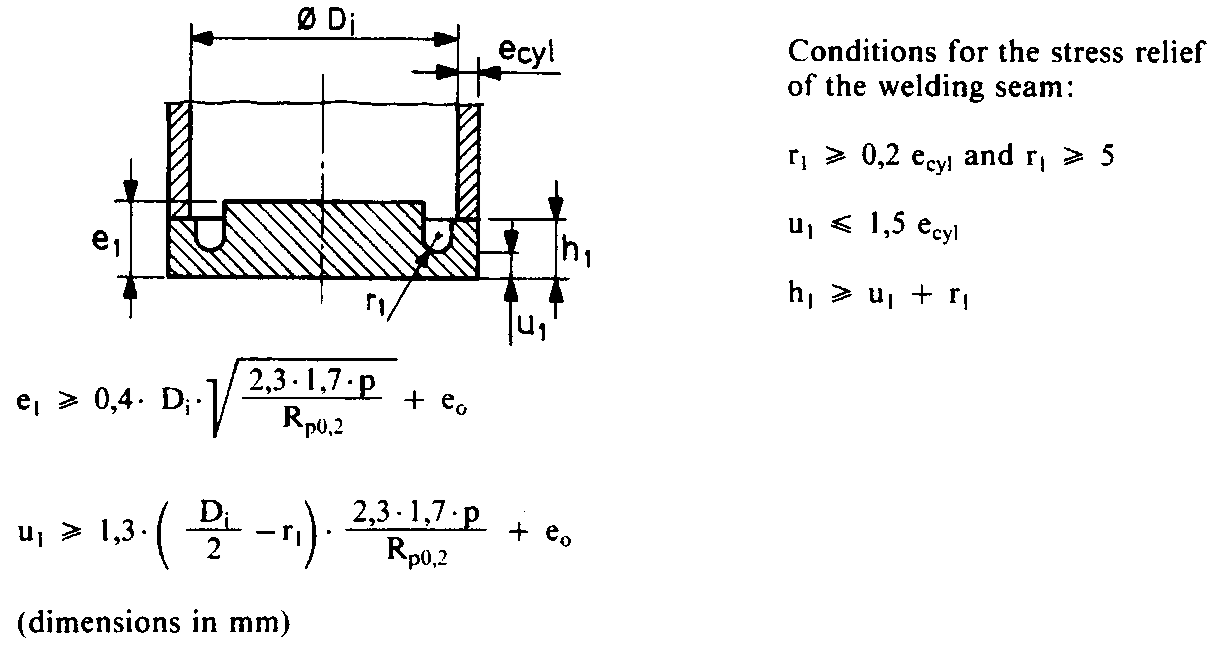 Ø Dᵢ
e_cyl
e₁
h₁
r₁
u₁
Conditions for the stress relief
of the welding seam:
r₁ ⩾ 0,2 e_cyl and r₁ ⩾ 5
u₁ ⩽ 1,5 e_cyl
h₁ ⩾ u₁ + r₁
e₁ ⩾ 0,4 · Dᵢ · √(2,3 · 1,7 · p / R_p0,2) + e₀
u₁ ⩾ 1,3 · (Dᵢ / 2 − r₁) · 2,3 · 1,7 · p / R_p0,2 + e₀
(dimensions in mm)